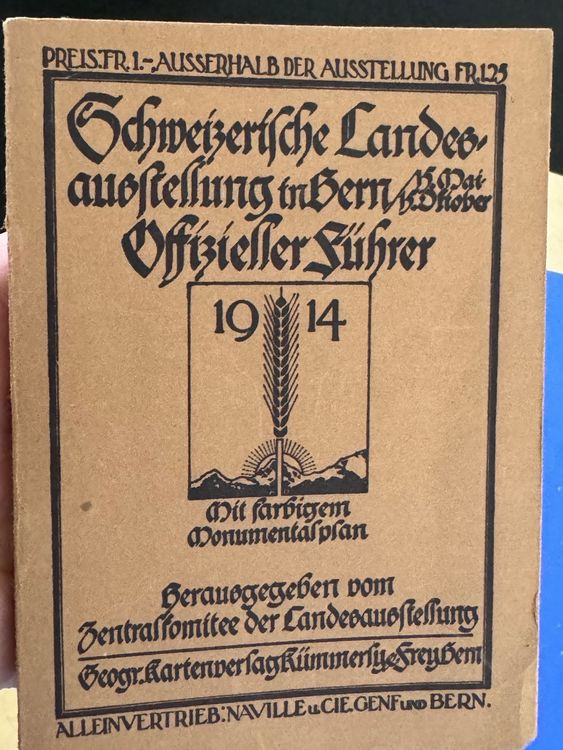 PREIS: FR. 1.–, AUSSERHALB DER AUSSTELLUNG FR. 1.25
Schweizerische Landes-
ausstellung in Bern / 15. Mai
15. Oktober
Offizieller Führer
19 14
Mit farbigem
Monumentalplan
Herausgegeben vom
Zentralkomitee der Landesausstellung
Geogr. Kartenverlag Kümmerly & Frey Bern
ALLEINVERTRIEB: NAVILLE u. CIE. GENF UND BERN.